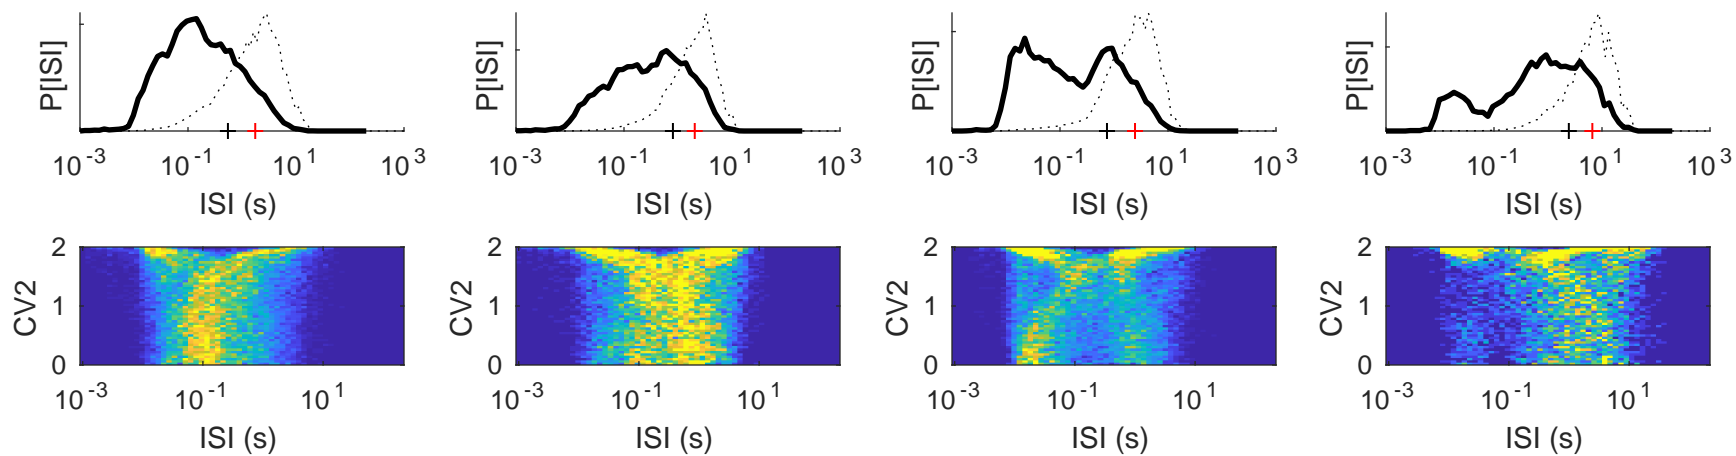 P[ISI] P[ISI] P[ISI] P[ISI]
10^-3 10^-1 10^1 10^3 10^-3 10^-1 10^1 10^3 10^-3 10^-1 10^1 10^3 10^-3 10^-1 10^1 10^3
ISI (s) ISI (s) ISI (s) ISI (s)
CV2 CV2 CV2 CV2
2 2 2 2
1 1 1 1
0 0 0 0
10^-3 10^-1 10^1 10^-3 10^-1 10^1 10^-3 10^-1 10^1 10^-3 10^-1 10^1
ISI (s) ISI (s) ISI (s) ISI (s)